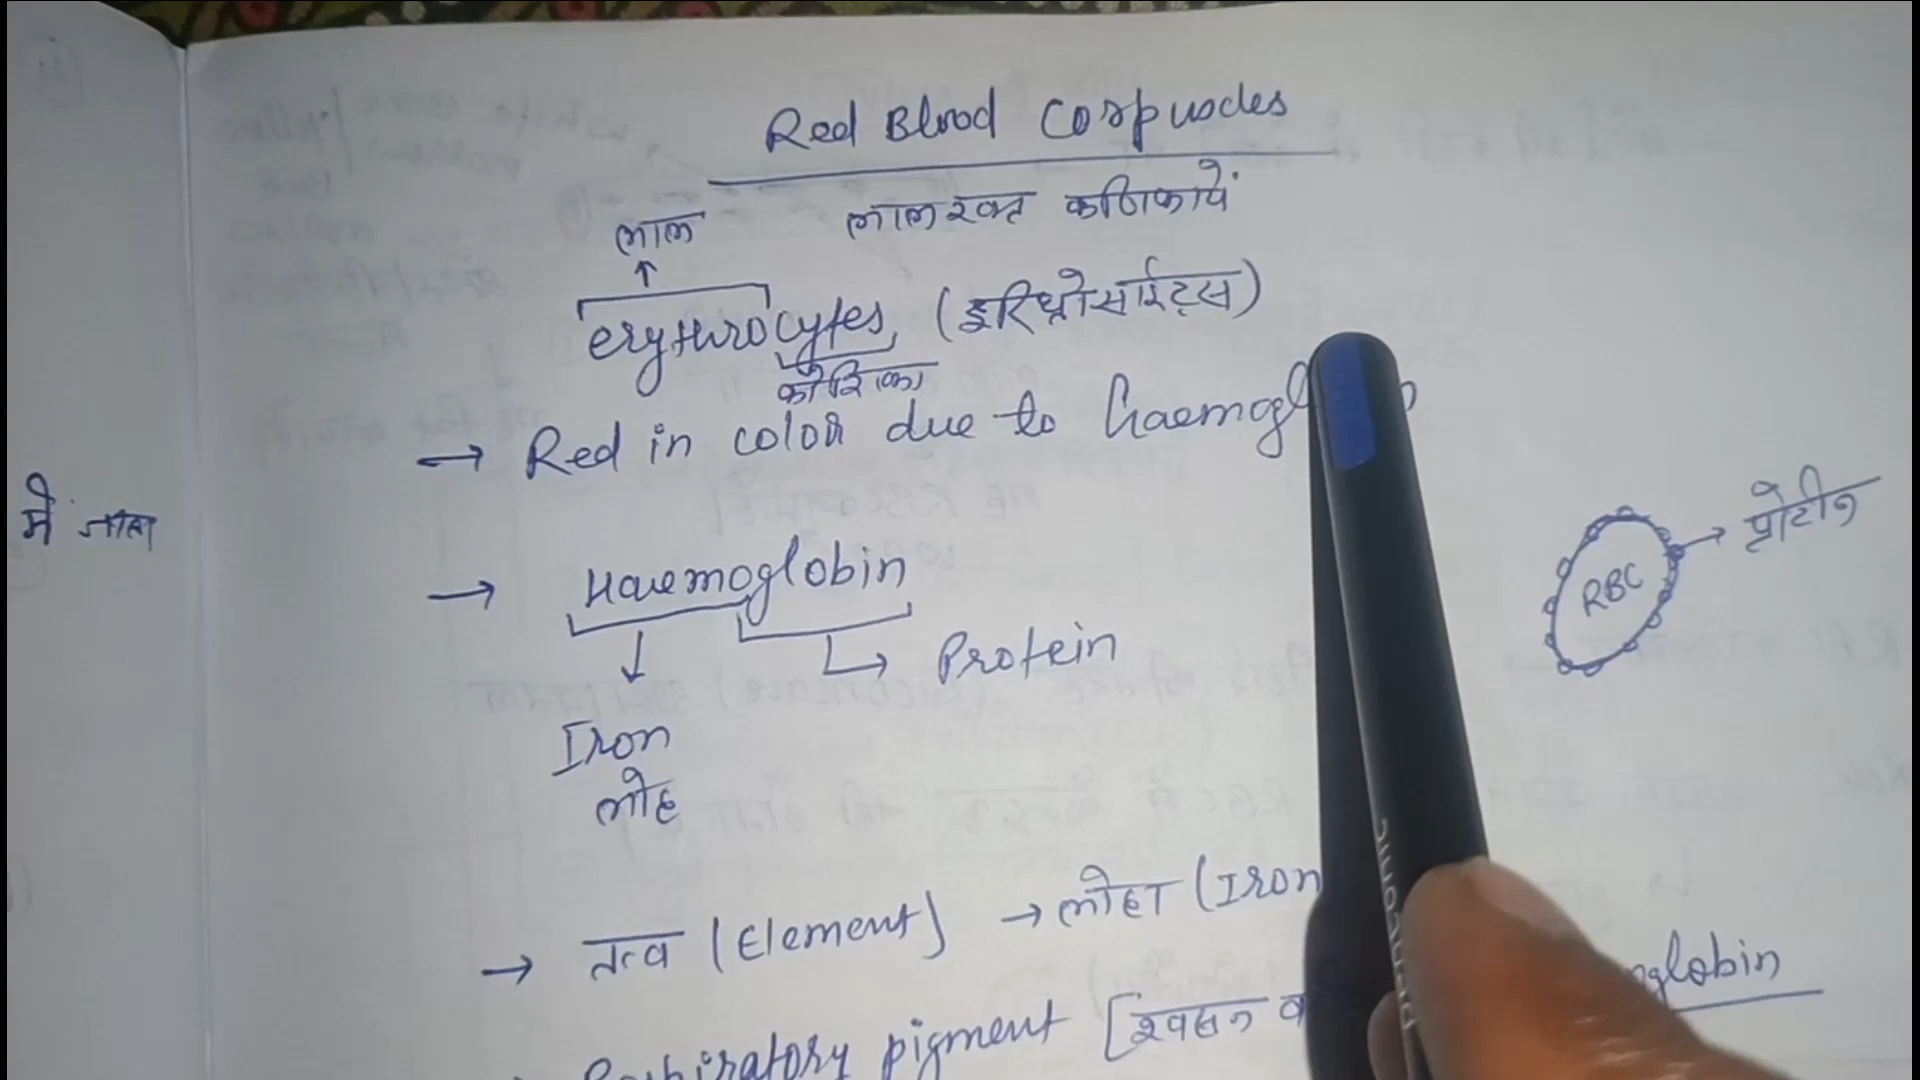 Red Blood Corpuscles
लाल रक्त कणिकायें
लाल
↑
erythrocytes (इरिथ्रोसाईट्स)
कोशिका
→ Red in color due to haemogl
में जाल
→ Haemoglobin
→ Protein
↓
Iron
लौह
RBC → प्रोटीन
→ तत्व (Element) → लोहा (Iron
Respiratory pigment [श्वसन व
globin